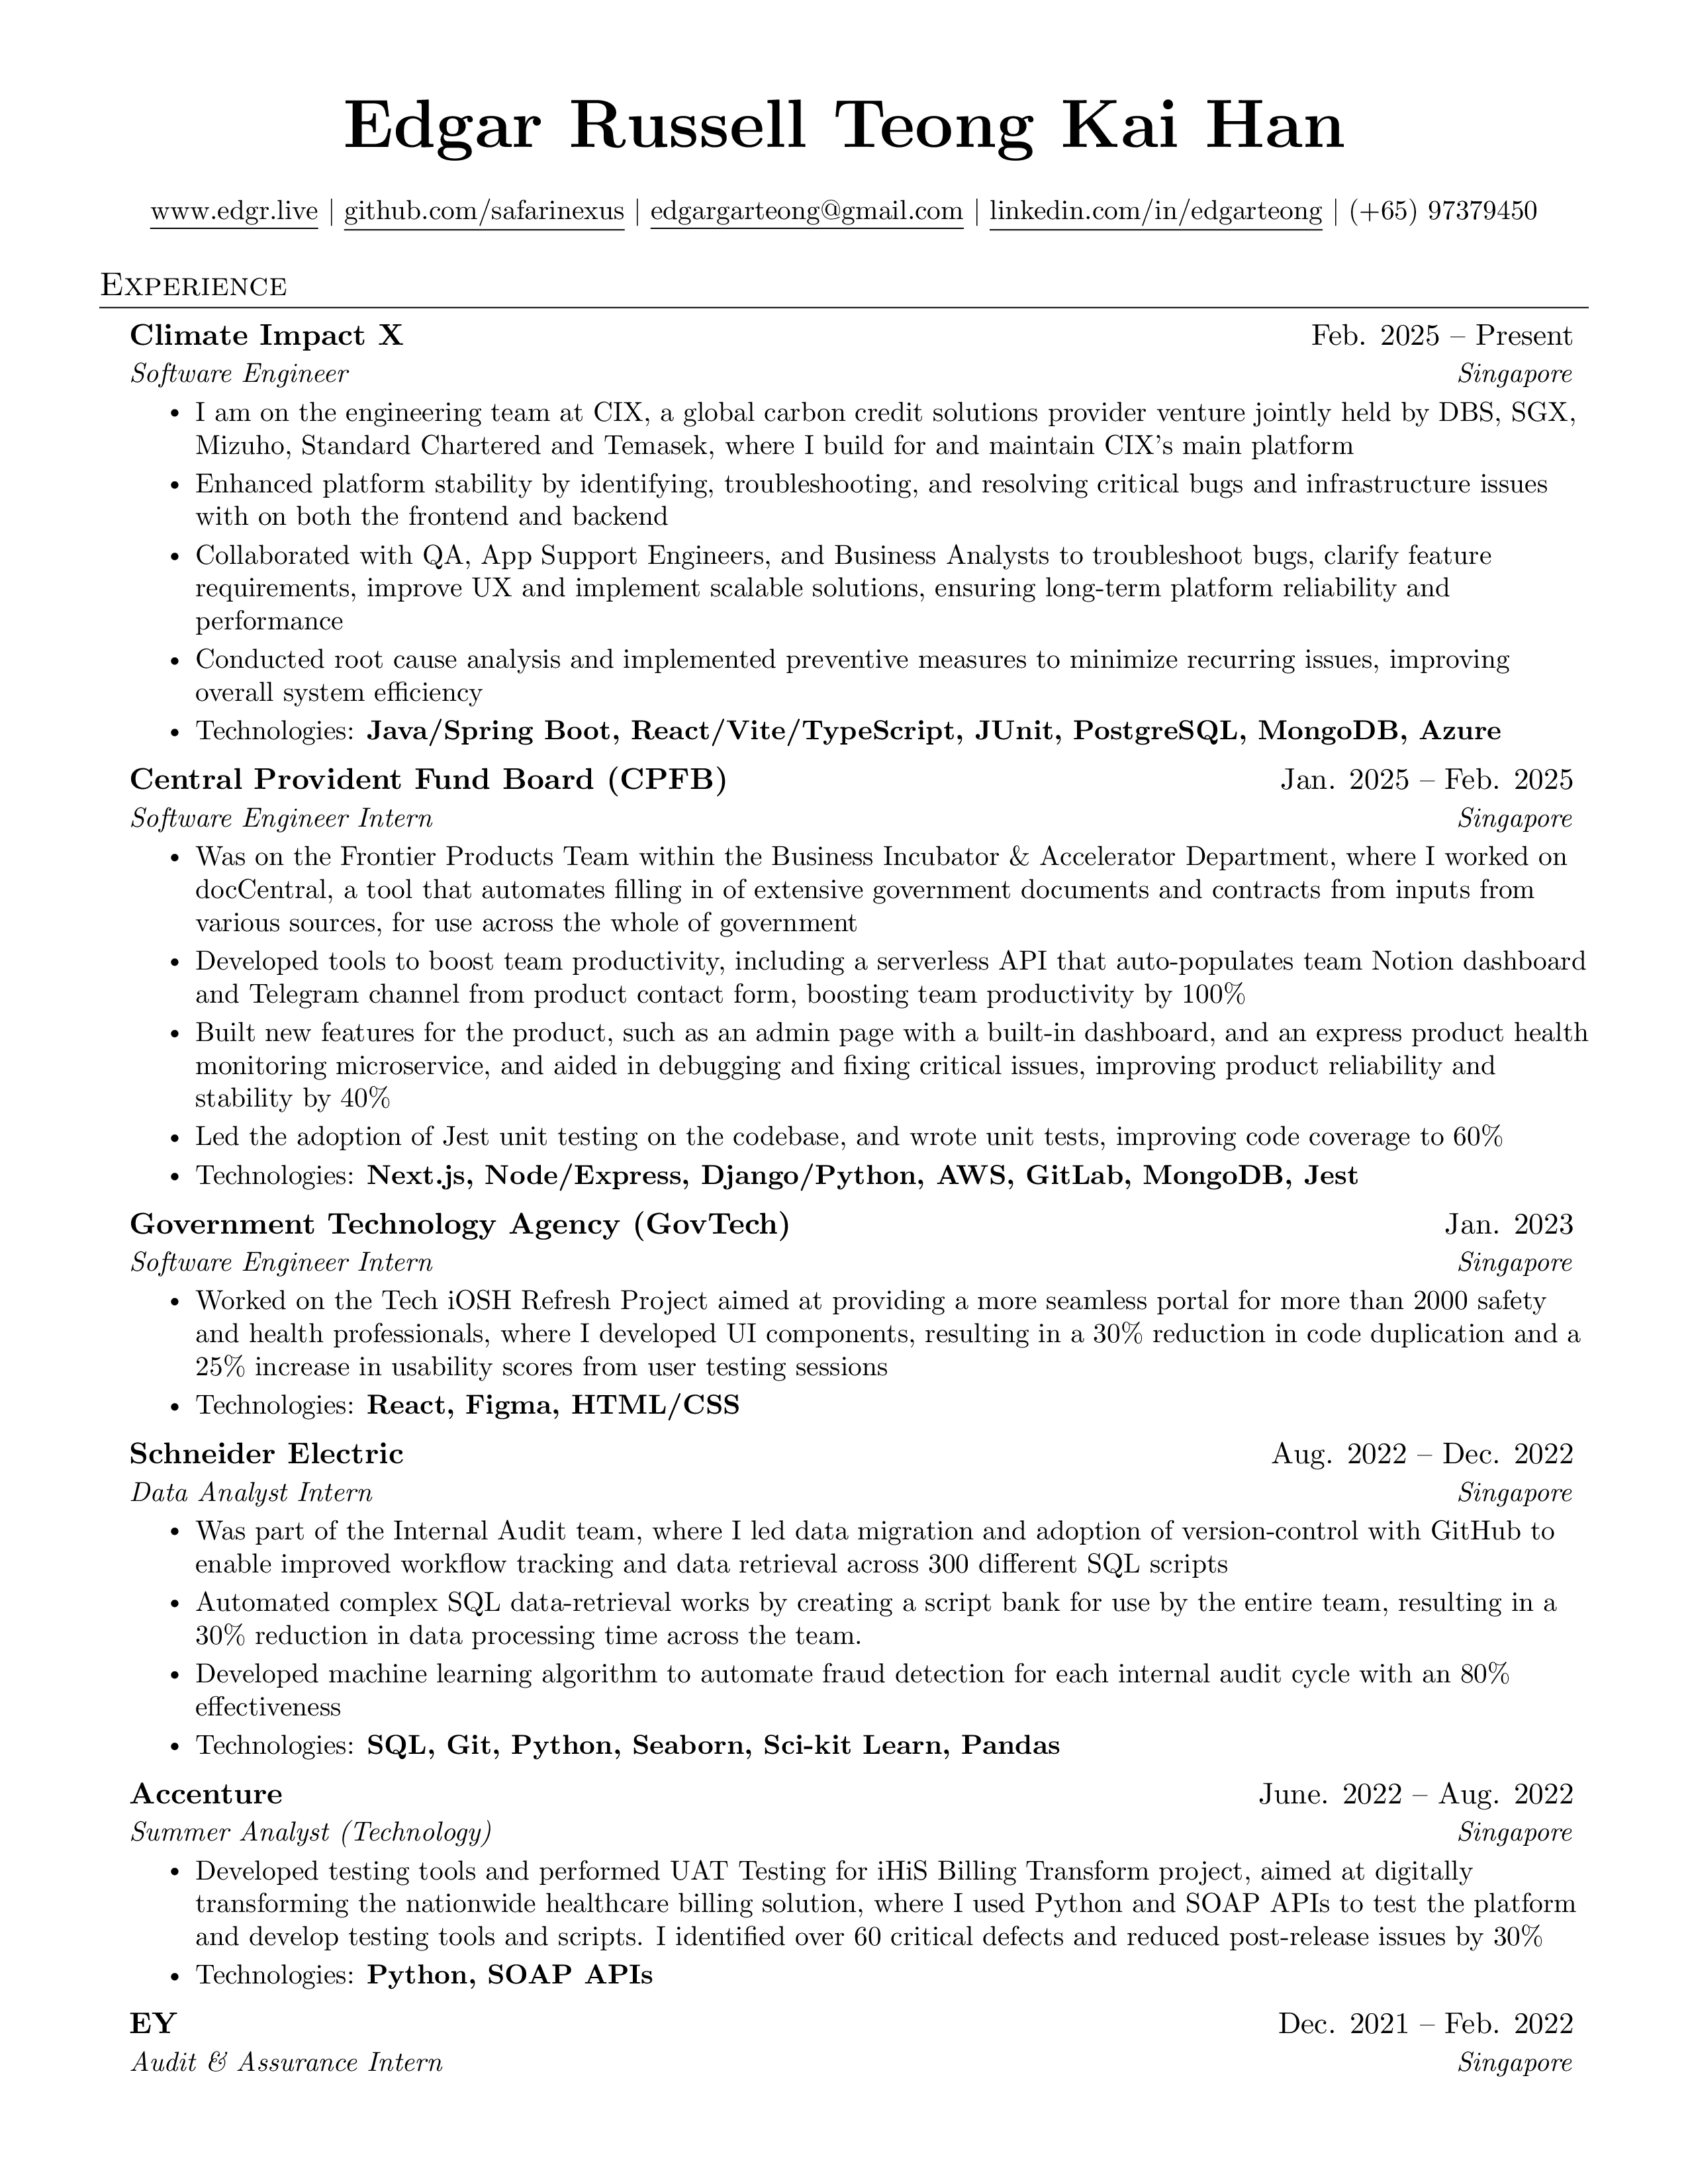 Edgar Russell Teong Kai Han
www.edgr.live | github.com/safarinexus | edgargarteong@gmail.com | linkedin.com/in/edgarteong | (+65) 97379450
Experience
Climate Impact X Feb. 2025 – Present
Software Engineer Singapore
• I am on the engineering team at CIX, a global carbon credit solutions provider venture jointly held by DBS, SGX,
Mizuho, Standard Chartered and Temasek, where I build for and maintain CIX's main platform
• Enhanced platform stability by identifying, troubleshooting, and resolving critical bugs and infrastructure issues
with on both the frontend and backend
• Collaborated with QA, App Support Engineers, and Business Analysts to troubleshoot bugs, clarify feature
requirements, improve UX and implement scalable solutions, ensuring long-term platform reliability and
performance
• Conducted root cause analysis and implemented preventive measures to minimize recurring issues, improving
overall system efficiency
• Technologies: Java/Spring Boot, React/Vite/TypeScript, JUnit, PostgreSQL, MongoDB, Azure
Central Provident Fund Board (CPFB) Jan. 2025 – Feb. 2025
Software Engineer Intern Singapore
• Was on the Frontier Products Team within the Business Incubator & Accelerator Department, where I worked on
docCentral, a tool that automates filling in of extensive government documents and contracts from inputs from
various sources, for use across the whole of government
• Developed tools to boost team productivity, including a serverless API that auto-populates team Notion dashboard
and Telegram channel from product contact form, boosting team productivity by 100%
• Built new features for the product, such as an admin page with a built-in dashboard, and an express product health
monitoring microservice, and aided in debugging and fixing critical issues, improving product reliability and
stability by 40%
• Led the adoption of Jest unit testing on the codebase, and wrote unit tests, improving code coverage to 60%
• Technologies: Next.js, Node/Express, Django/Python, AWS, GitLab, MongoDB, Jest
Government Technology Agency (GovTech) Jan. 2023
Software Engineer Intern Singapore
• Worked on the Tech iOSH Refresh Project aimed at providing a more seamless portal for more than 2000 safety
and health professionals, where I developed UI components, resulting in a 30% reduction in code duplication and a
25% increase in usability scores from user testing sessions
• Technologies: React, Figma, HTML/CSS
Schneider Electric Aug. 2022 – Dec. 2022
Data Analyst Intern Singapore
• Was part of the Internal Audit team, where I led data migration and adoption of version-control with GitHub to
enable improved workflow tracking and data retrieval across 300 different SQL scripts
• Automated complex SQL data-retrieval works by creating a script bank for use by the entire team, resulting in a
30% reduction in data processing time across the team.
• Developed machine learning algorithm to automate fraud detection for each internal audit cycle with an 80%
effectiveness
• Technologies: SQL, Git, Python, Seaborn, Sci-kit Learn, Pandas
Accenture June. 2022 – Aug. 2022
Summer Analyst (Technology) Singapore
• Developed testing tools and performed UAT Testing for iHiS Billing Transform project, aimed at digitally
transforming the nationwide healthcare billing solution, where I used Python and SOAP APIs to test the platform
and develop testing tools and scripts. I identified over 60 critical defects and reduced post-release issues by 30%
• Technologies: Python, SOAP APIs
EY Dec. 2021 – Feb. 2022
Audit & Assurance Intern Singapore